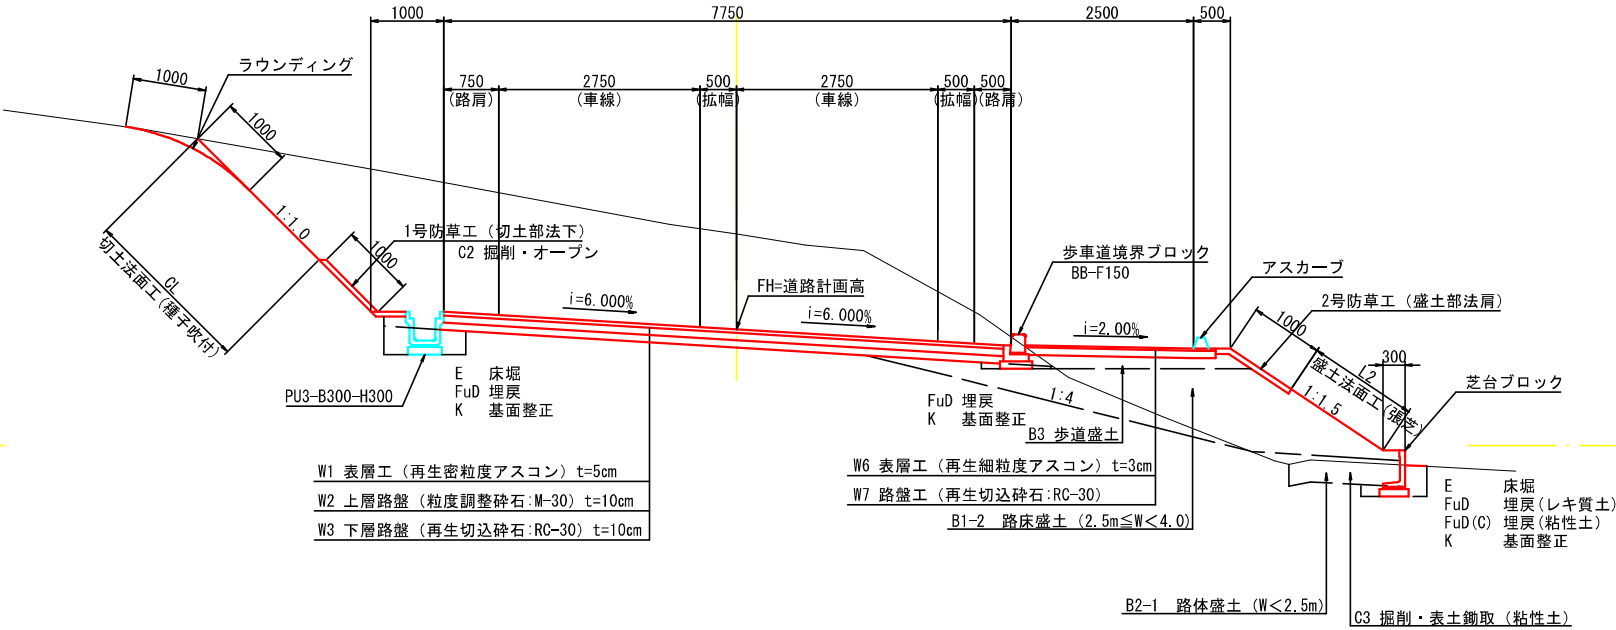 1000
7750
2500
500
1000
ラウンディング
750
(路肩)
2750
(車線)
500
(拡幅)
2750
(車線)
500
(拡幅)
500
(路肩)
1000
1:1.0
1000
1号防草工 (切土部法下)
C2 掘削・オープン
CL
切土法面工(種子吹付)
i=6.000%
FH=道路計画高
i=6.000%
歩車道境界ブロック
BB-F150
i=2.00%
アスカーブ
2号防草工 (盛土部法肩)
1000
L2
盛土法面工(張芝)
1:1.5
300
芝台ブロック
PU3-B300-H300
E 床堀
FuD 埋戻
K 基面整正
FuD 埋戻
K 基面整正
1:4
B3 歩道盛土
W1 表層工 (再生密粒度アスコン) t=5cm
W2 上層路盤 (粒度調整砕石:M-30) t=10cm
W3 下層路盤 (再生切込砕石:RC-30) t=10cm
W6 表層工 (再生細粒度アスコン) t=3cm
W7 路盤工 (再生切込砕石:RC-30)
B1-2 路床盛土 (2.5m≦W<4.0)
E 床堀
FuD 埋戻(レキ質土)
FuD(C) 埋戻(粘性土)
K 基面整正
B2-1 路体盛土 (W<2.5m)
C3 掘削・表土鋤取 (粘性土)